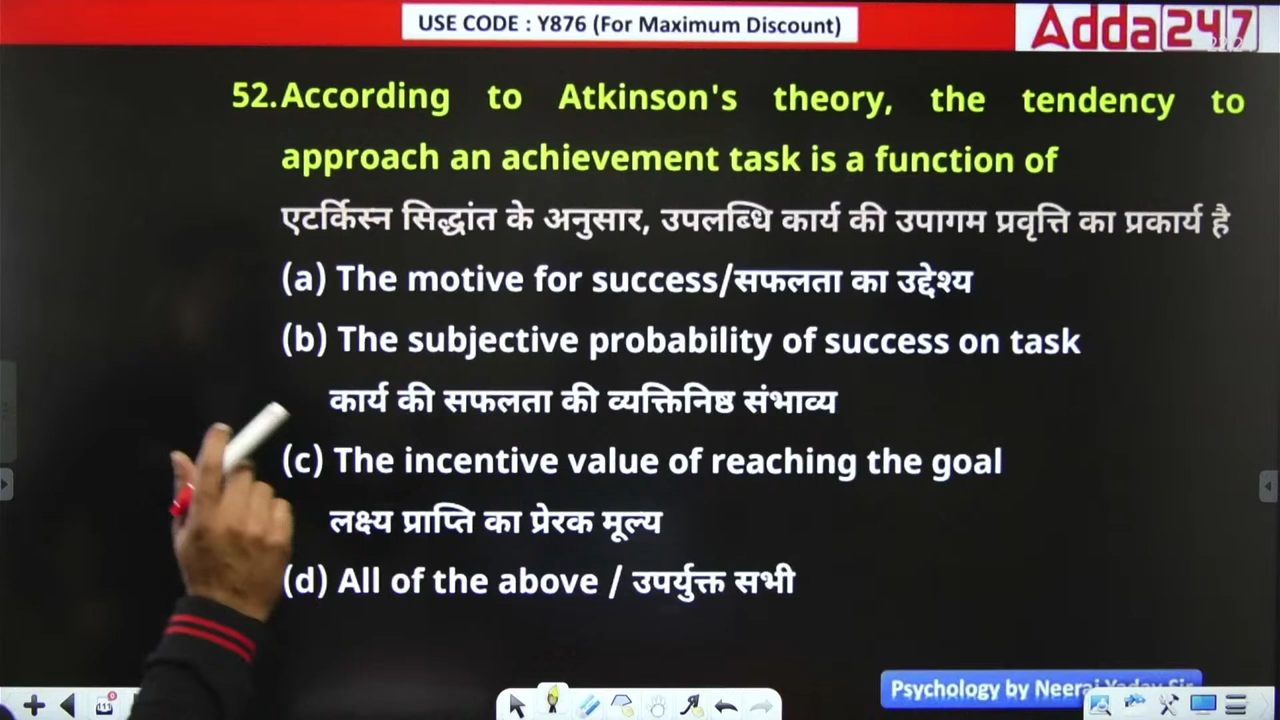 USE CODE : Y876 (For Maximum Discount)
Adda247
52. According to Atkinson's theory, the tendency to
approach an achievement task is a function of
एटर्किस्न सिद्धांत के अनुसार, उपलब्धि कार्य की उपागम प्रवृत्ति का प्रकार्य है
(a) The motive for success/सफलता का उद्देश्य
(b) The subjective probability of success on task
कार्य की सफलता की व्यक्तिनिष्ठ संभाव्य
(c) The incentive value of reaching the goal
लक्ष्य प्राप्ति का प्रेरक मूल्य
(d) All of the above / उपर्युक्त सभी
Psychology by Neeraj Yadav Sir